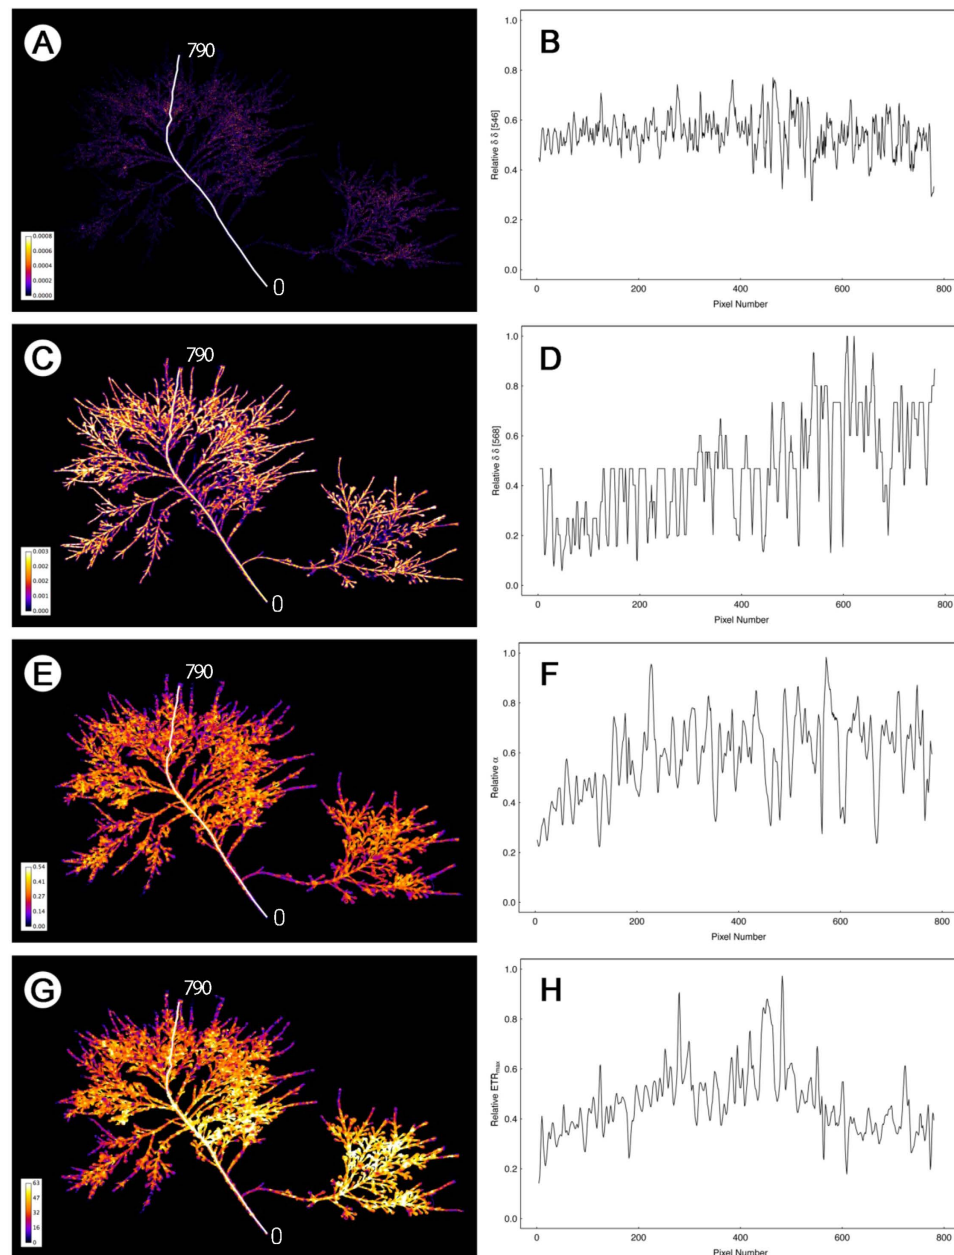 A
790
0
0.0008
0.0006
0.0004
0.0002
0.0000
B
Relative δ δ [546]
1.0
0.8
0.6
0.4
0.2
0.0
0 200 400 600 800
Pixel Number
C
790
0
0.003
0.002
0.001
0.000
D
Relative δ δ [568]
1.0
0.8
0.6
0.4
0.2
0.0
0 200 400 600 800
Pixel Number
E
790
0
0.54
0.41
0.27
0.14
0.00
F
Relative α
1.0
0.8
0.6
0.4
0.2
0.0
0 200 400 600 800
Pixel Number
G
790
0
63
47
32
16
0
H
Relative ETRmax
1.0
0.8
0.6
0.4
0.2
0.0
0 200 400 600 800
Pixel Number